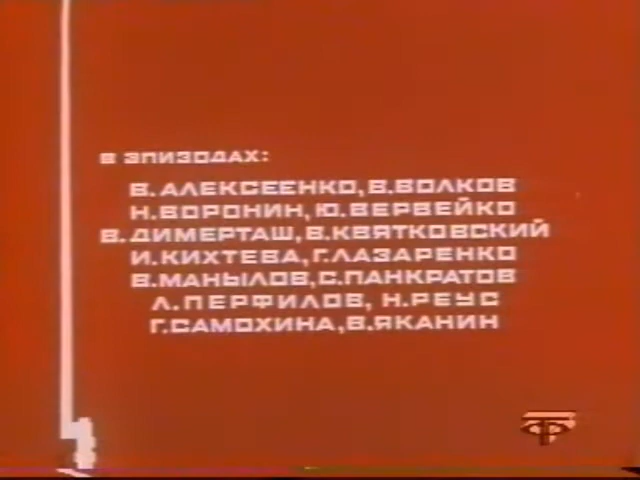 В ЭПИЗОДАХ:
В. АЛЕКСЕЕНКО, В. ВОЛКОВ
Н. ВОРОНИН, Ю. ВЕРВЕЙКО
В. ДИМЕРТАШ, В. КВЯТКОВСКИЙ
И. КИХТЕВА, Г. ЛАЗАРЕНКО
В. МАНЫЛОВ, С. ПАНКРАТОВ
Л. ПЕРФИЛОВ, Н. РЕУС
Г. САМОХИНА, В. ЯКАНИН